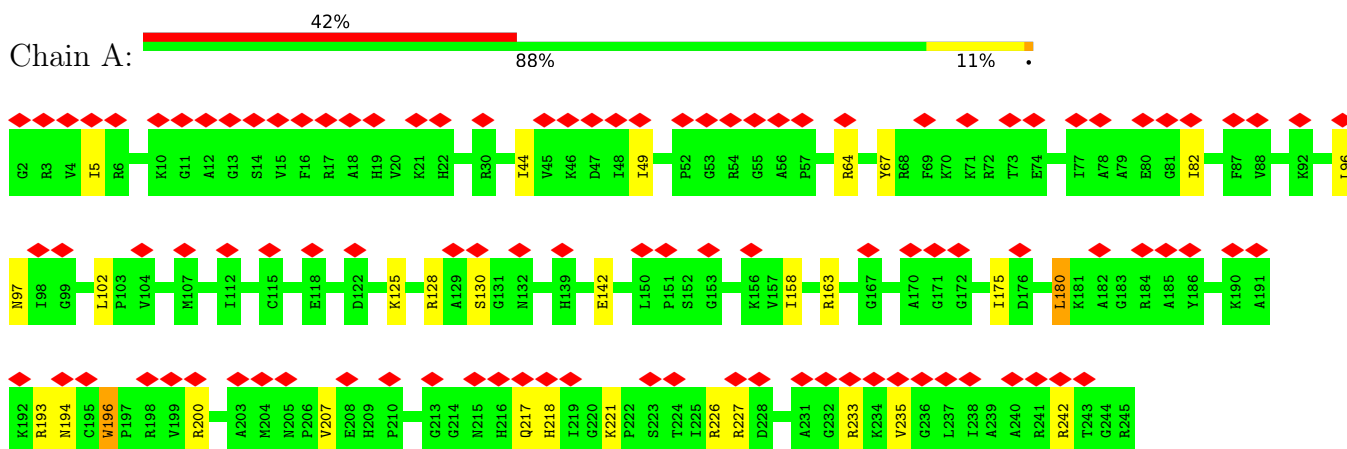 42%
Chain A:
88% 11% •
G2 R3 V4 I5 R6 K10 G11 A12 G13 S14 V15 F16 R17 A18 H19 V20 K21 H22 R30 I44 V45 K46 D47 I48 I49 P52 G53 R54 G55 A56 P57 R64 Y67 R68 F69 K70 K71 R72 T73 E74 I77 A78 A79 E80 G81 I82 F87 V88 K92 L96
N97 I98 G99 L102 P103 V104 M107 I112 C115 E118 D122 K125 R128 A129 S130 G131 N132 H139 E142 L150 P151 S152 G153 K156 V157 I158 R163 G167 A170 G171 G172 I175 D176 L180 K181 A182 G183 R184 A185 Y186 K190 A191
K192 R193 N194 C195 W196 P197 R198 V199 R200 A203 M204 N205 P206 V207 E208 H209 P210 G213 G214 N215 H216 Q217 H218 I219 G220 K221 P222 S223 T224 I225 R226 R227 D228 A231 G232 R233 K234 V235 G236 L237 I238 A239 A240 R241 R242 T243 G244 R245